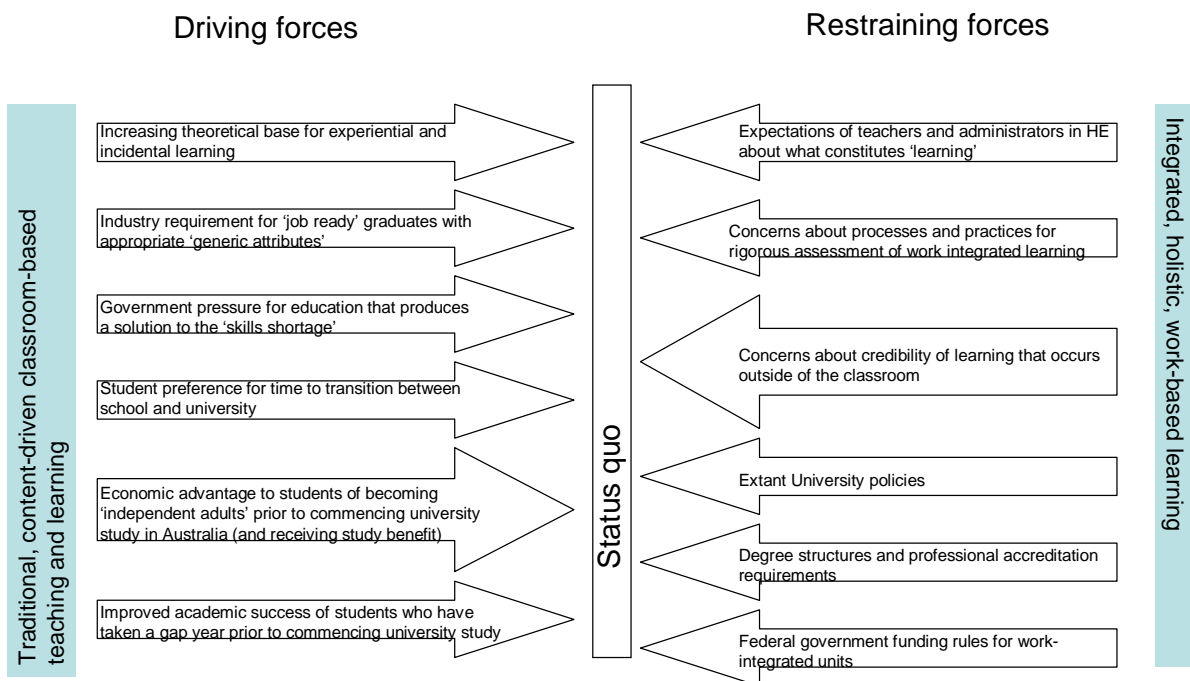 Driving forces
Restraining forces
Traditional, content-driven classroom-based
teaching and learning
Increasing theoretical base for experiential and
incidental learning
Industry requirement for ‘job ready’ graduates with
appropriate ‘generic attributes’
Government pressure for education that produces
a solution to the ‘skills shortage’
Student preference for time to transition between
school and university
Economic advantage to students of becoming
‘independent adults’ prior to commencing university
study in Australia (and receiving study benefit)
Improved academic success of students who have
taken a gap year prior to commencing university study
Status quo
Expectations of teachers and administrators in HE
about what constitutes ‘learning’
Concerns about processes and practices for
rigorous assessment of work integrated learning
Concerns about credibility of learning that occurs
outside of the classroom
Extant University policies
Degree structures and professional accreditation
requirements
Federal government funding rules for work-
integrated units
Integrated, holistic, work-based learning